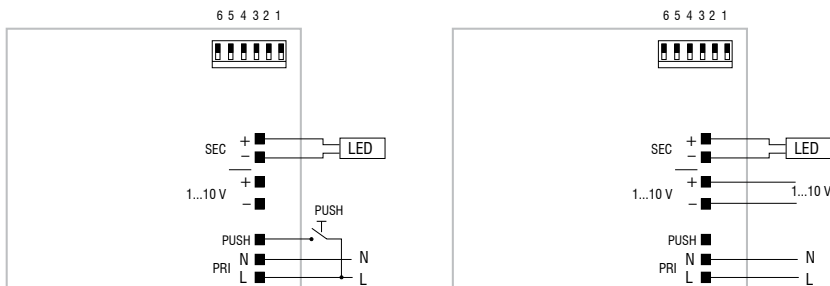 6 5 4 3 2 1
SEC + −
LED
1...10 V + −
PUSH
PUSH
PRI N L
N
L
6 5 4 3 2 1
SEC + −
LED
1...10 V + −
1...10 V
PUSH
PRI N L
N
L